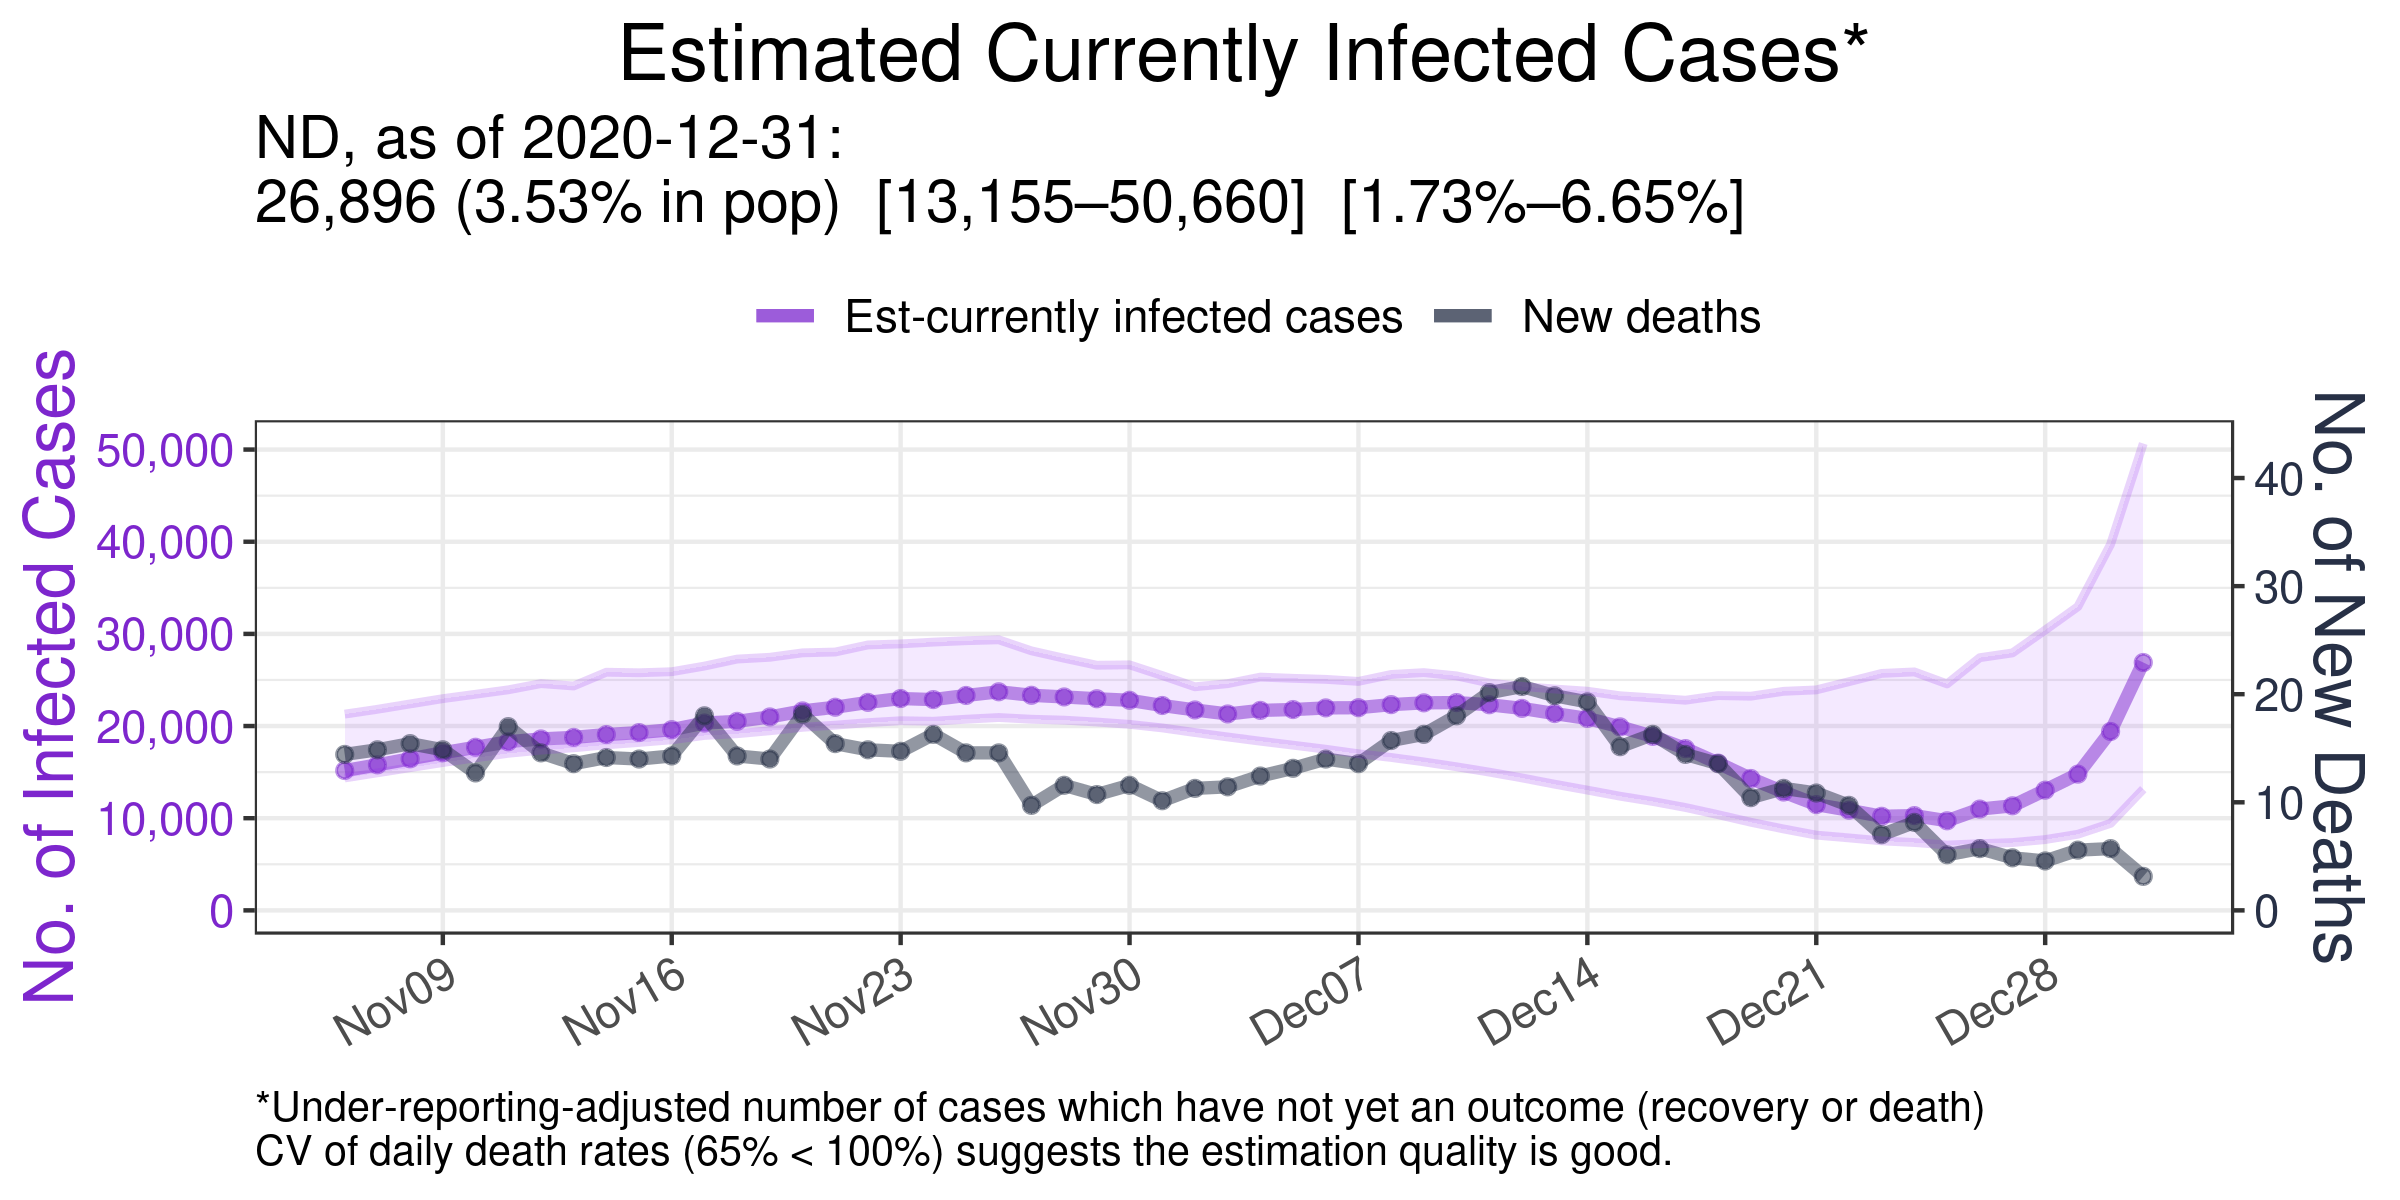 Estimated Currently Infected Cases*
ND, as of 2020-12-31:
26,896 (3.53% in pop)  [13,155–50,660]  [1.73%–6.65%]
Est-currently infected cases
New deaths
No. of Infected Cases
50,000
40,000
30,000
20,000
10,000
0
40
30
20
10
0
No. of New Deaths
Nov09
Nov16
Nov23
Nov30
Dec07
Dec14
Dec21
Dec28
*Under-reporting-adjusted number of cases which have not yet an outcome (recovery or death)
CV of daily death rates (65% < 100%) suggests the estimation quality is good.